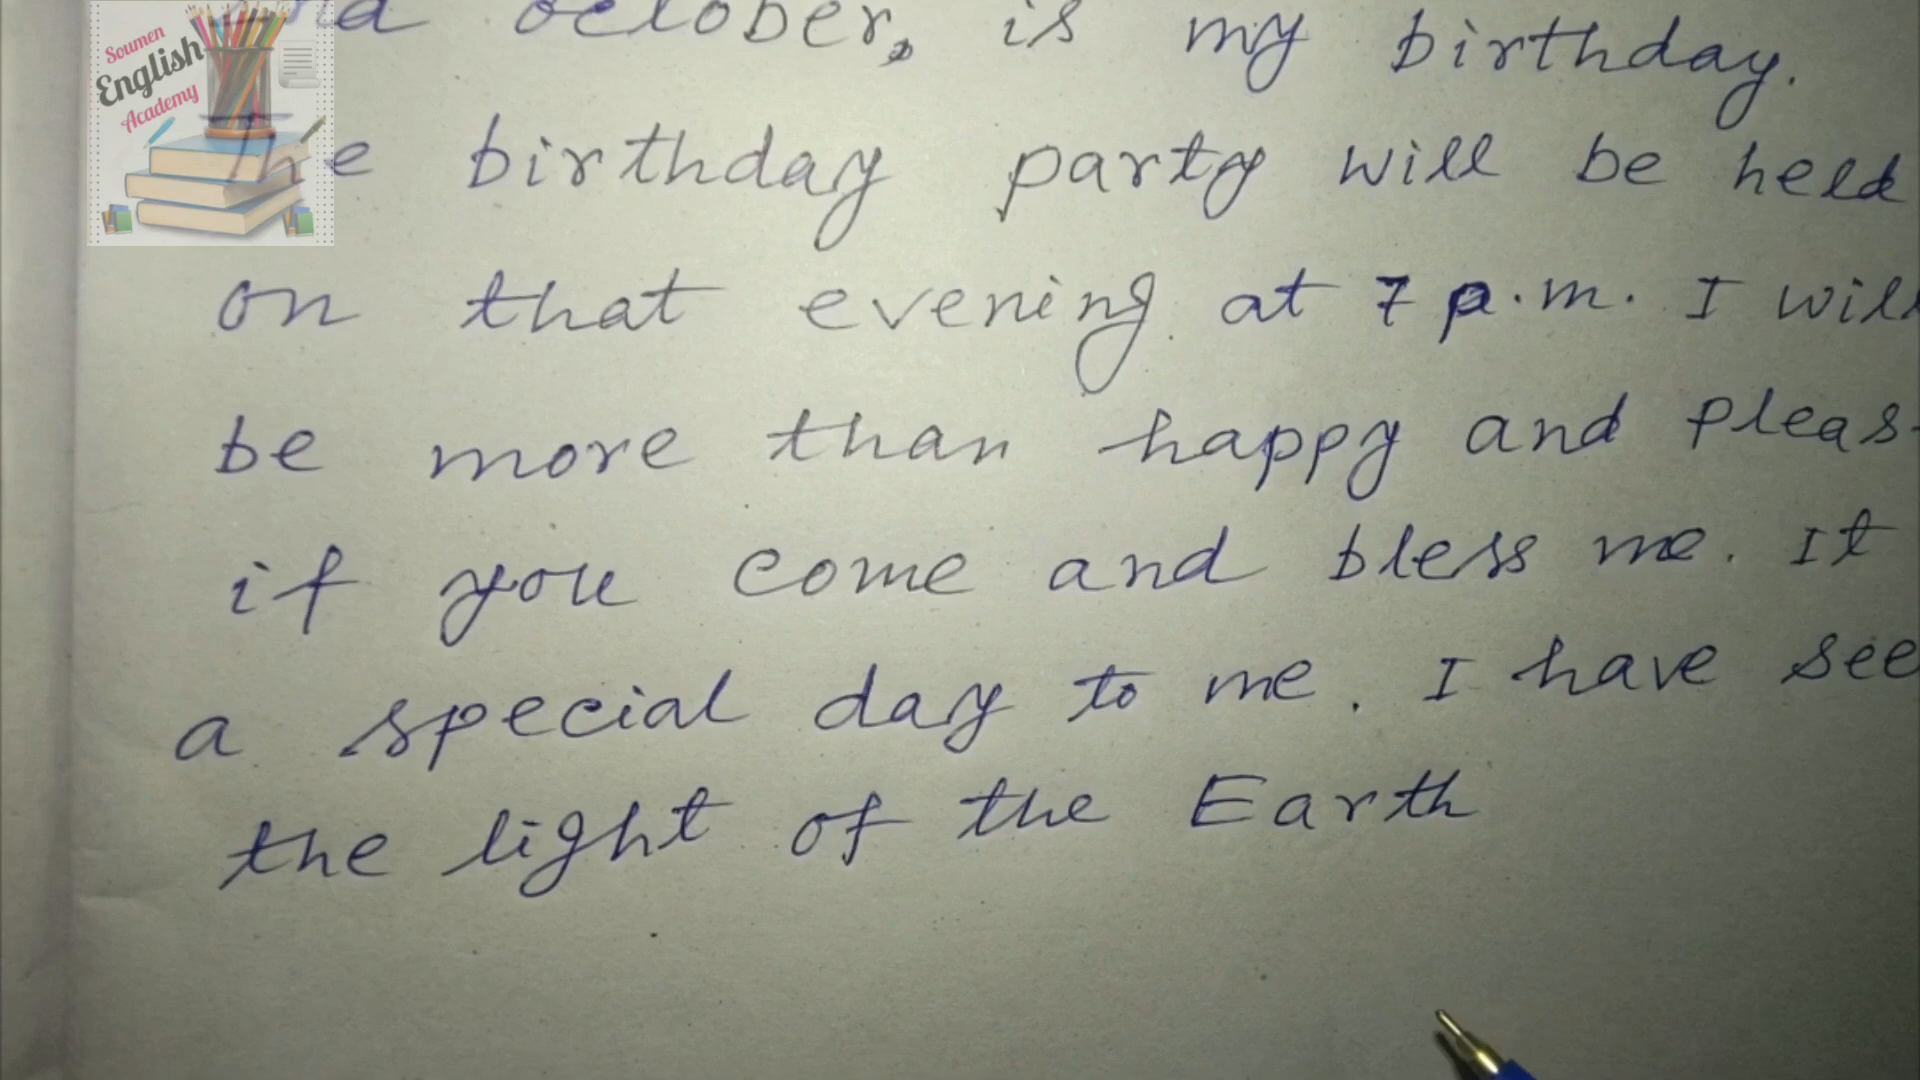 Soumen
English
Academy
october, is my birthday.
birthday party will be held
on that evening at 7 p.m. I will
be more than happy and pleas-
if you come and bless me. It
a special day to me. I have see
the light of the Earth